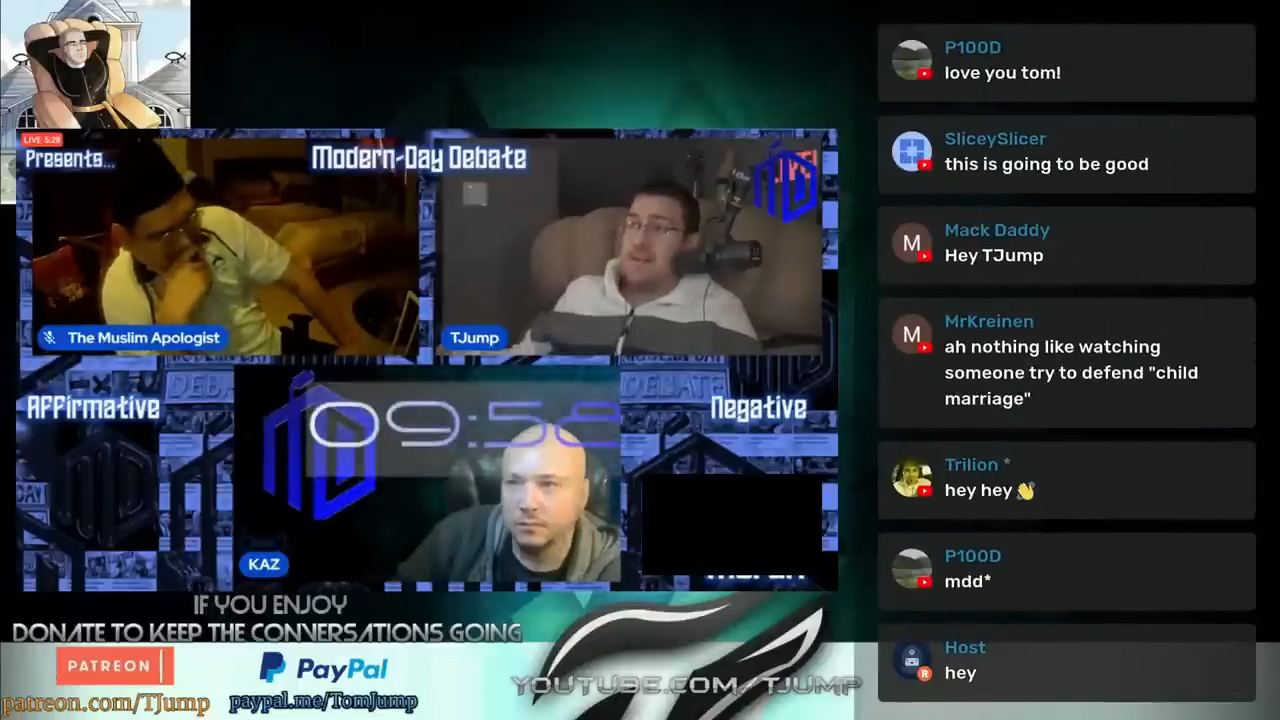 LIVE 5:29
Presents...
Modern-Day Debate
The Muslim Apologist
TJump
Affirmative
Negative
09:58
KAZ
IF YOU ENJOY
DONATE TO KEEP THE CONVERSATIONS GOING
PATREON
PayPal
patreon.com/TJump
paypal.me/TomJump
YOUTUBE.COM/TJUMP
P100D
love you tom!
SliceySlicer
this is going to be good
M
Mack Daddy
Hey TJump
M
MrKreinen
ah nothing like watching
someone try to defend "child
marriage"
Trilion *
hey hey 👋
P100D
mdd*
Host
hey